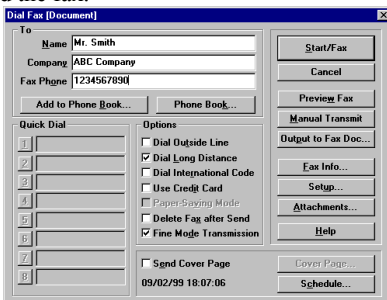 Dial Fax [Document]
To
Name Mr. Smith
Company ABC Company
Fax Phone 1234567890
Add to Phone Book... Phone Book...
Quick Dial
1
2
3
4
5
6
7
8
Options
Dial Outside Line
Dial Long Distance
Dial International Code
Use Credit Card
Paper-Saving Mode
Delete Fax after Send
Fine Mode Transmission
Send Cover Page
09/02/99 18:07:06
Start/Fax
Cancel
Preview Fax
Manual Transmit
Output to Fax Doc...
Fax Info...
Setup...
Attachments...
Help
Cover Page...
Schedule...